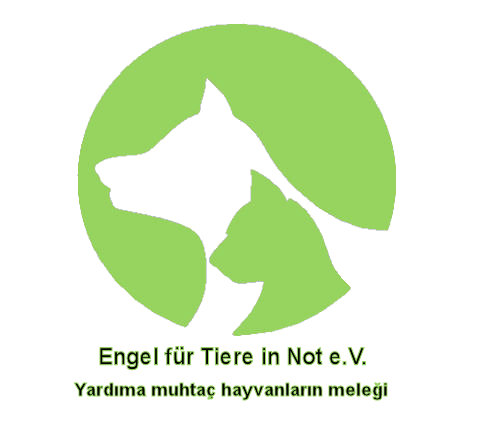 Engel für Tiere in Not e.V.
Yardıma muhtaç hayvanların meleği